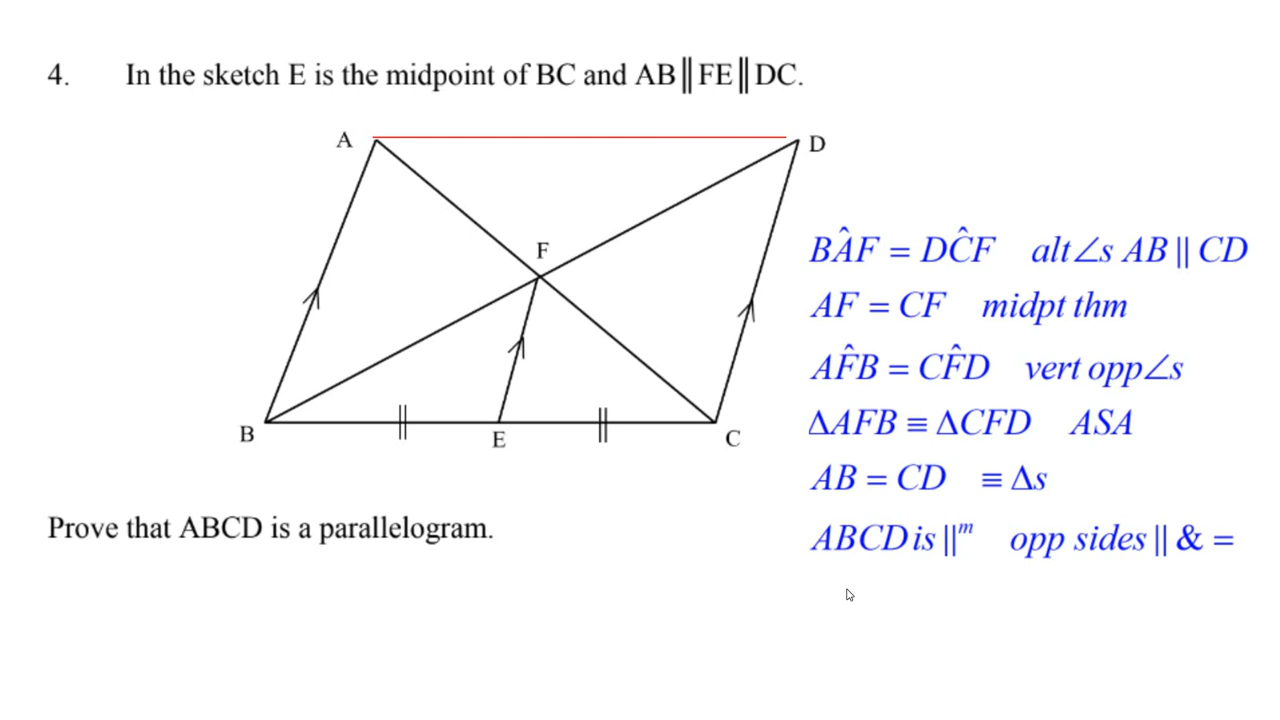 4. In the sketch E is the midpoint of BC and AB||FE||DC.
A
D
F
B
E
C
BÂF = DĈF alt∠s AB || CD
AF = CF midpt thm
AF̂B = CF̂D vert opp∠s
ΔAFB ≡ ΔCFD ASA
AB = CD ≡ Δs
ABCD is ||ᵐ opp sides || & =
Prove that ABCD is a parallelogram.